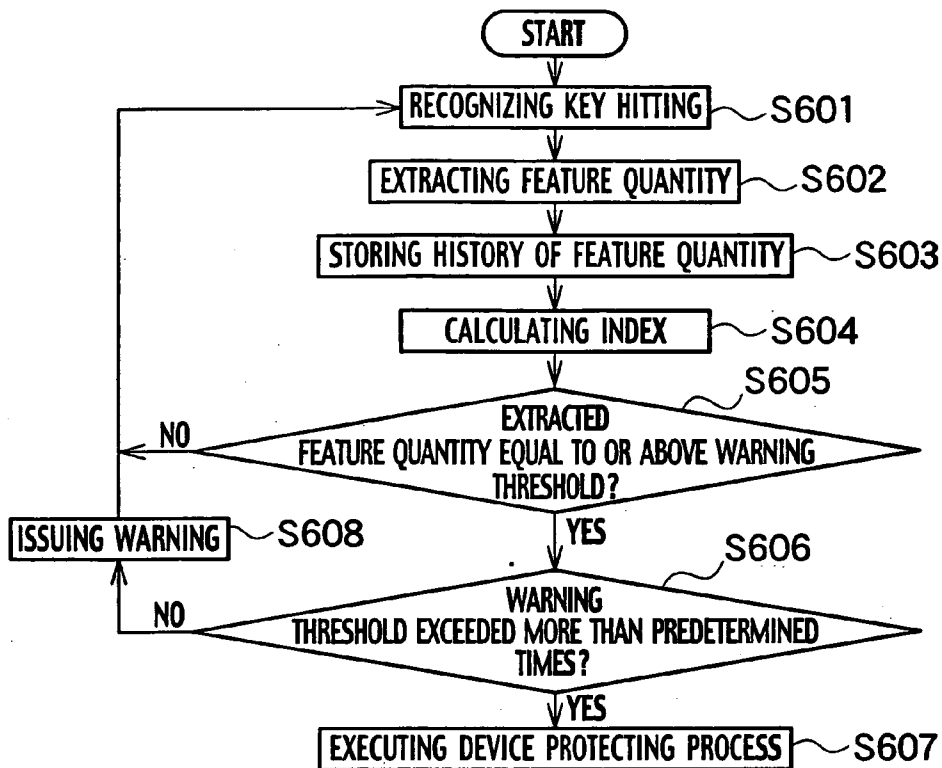 START
RECOGNIZING KEY HITTING
S601
EXTRACTING FEATURE QUANTITY
S602
STORING HISTORY OF FEATURE QUANTITY
S603
CALCULATING INDEX
S604
S605
EXTRACTED
FEATURE QUANTITY EQUAL TO OR ABOVE WARNING
THRESHOLD?
NO
YES
ISSUING WARNING
S608
S606
WARNING
THRESHOLD EXCEEDED MORE THAN PREDETERMINED
TIMES?
NO
YES
EXECUTING DEVICE PROTECTING PROCESS
S607